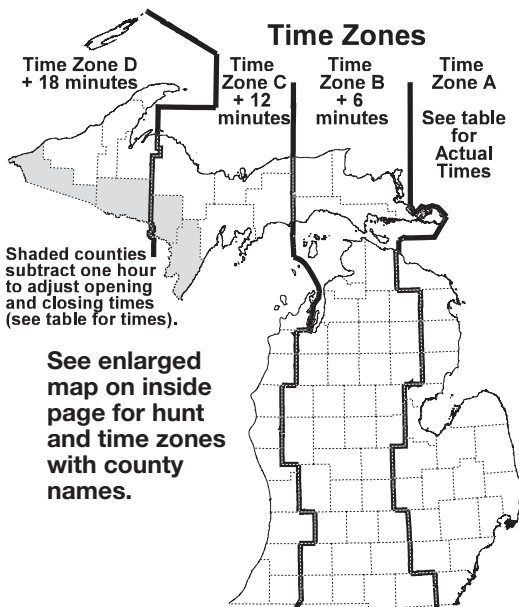 Time Zones
Time Zone D
+ 18 minutes
Time
Zone C
+ 12
minutes
Time
Zone B
+ 6
minutes
Time
Zone A
See table
for
Actual
Times
Shaded counties
subtract one hour
to adjust opening
and closing times
(see table for times).
See enlarged
map on inside
page for hunt
and time zones
with county
names.